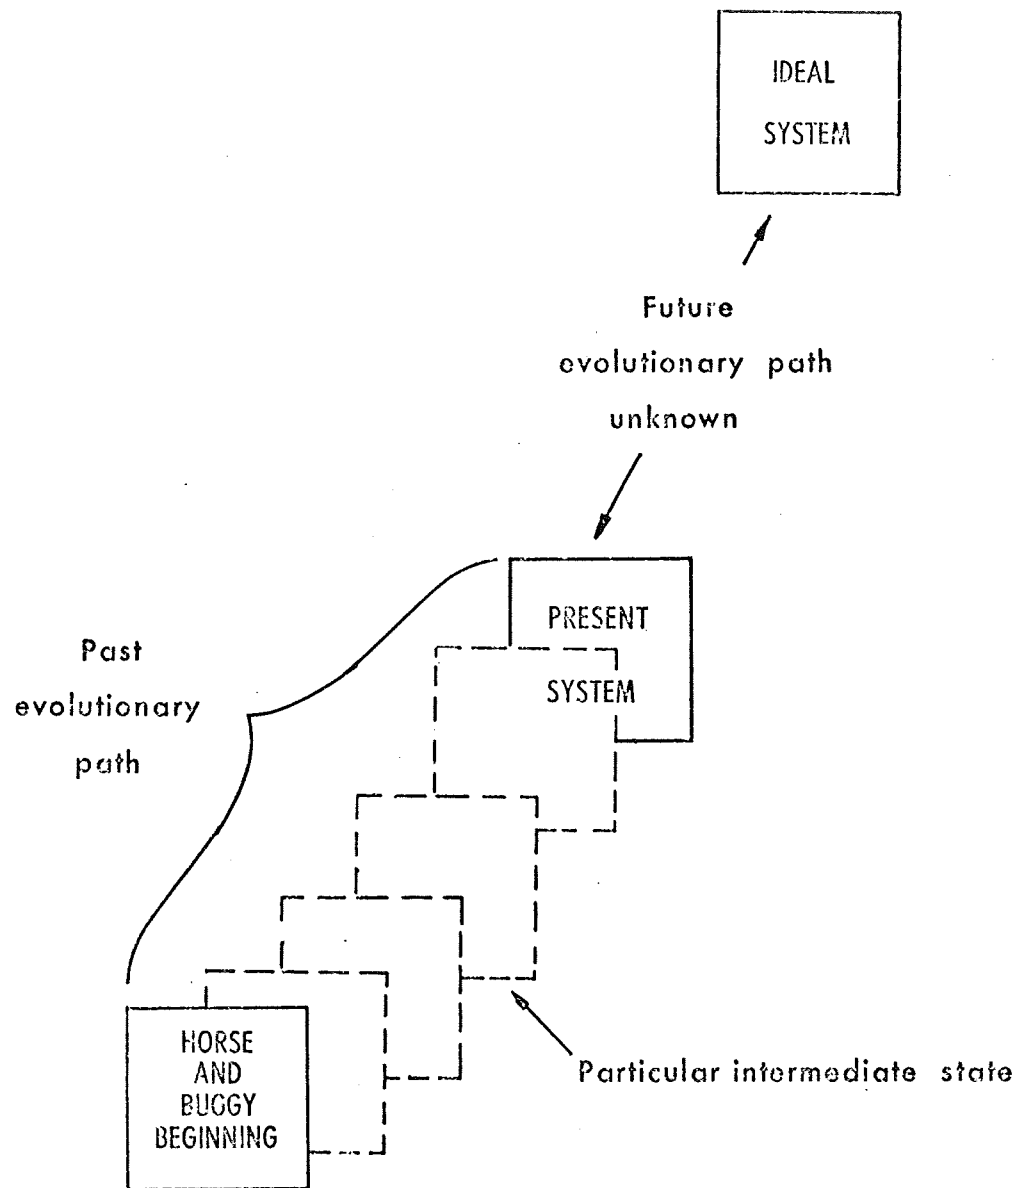 IDEAL
SYSTEM
Future
evolutionary path
unknown
PRESENT
SYSTEM
Past
evolutionary
path
HORSE
AND
BUGGY
BEGINNING
Particular intermediate state